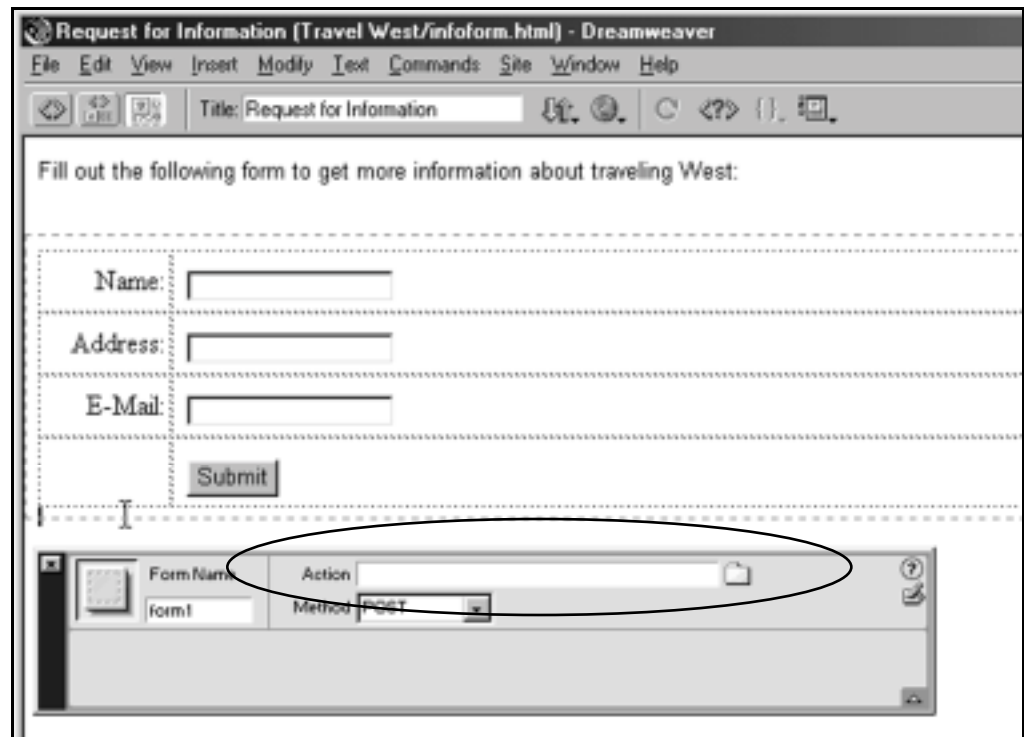 Request for Information (Travel West/infoform.html) - Dreamweaver
File Edit View Insert Modify Text Commands Site Window Help
Title: Request for Information
Fill out the following form to get more information about traveling West:
Name:
Address:
E-Mail:
Submit
Form Name Action
form1 Method POST